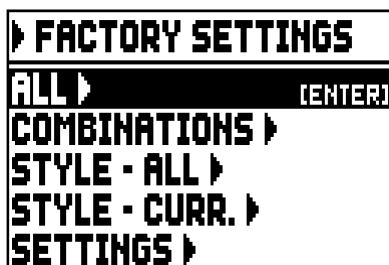 FACTORY SETTINGS
ALL [ENTER]
COMBINATIONS
STYLE - ALL
STYLE - CURR.
SETTINGS